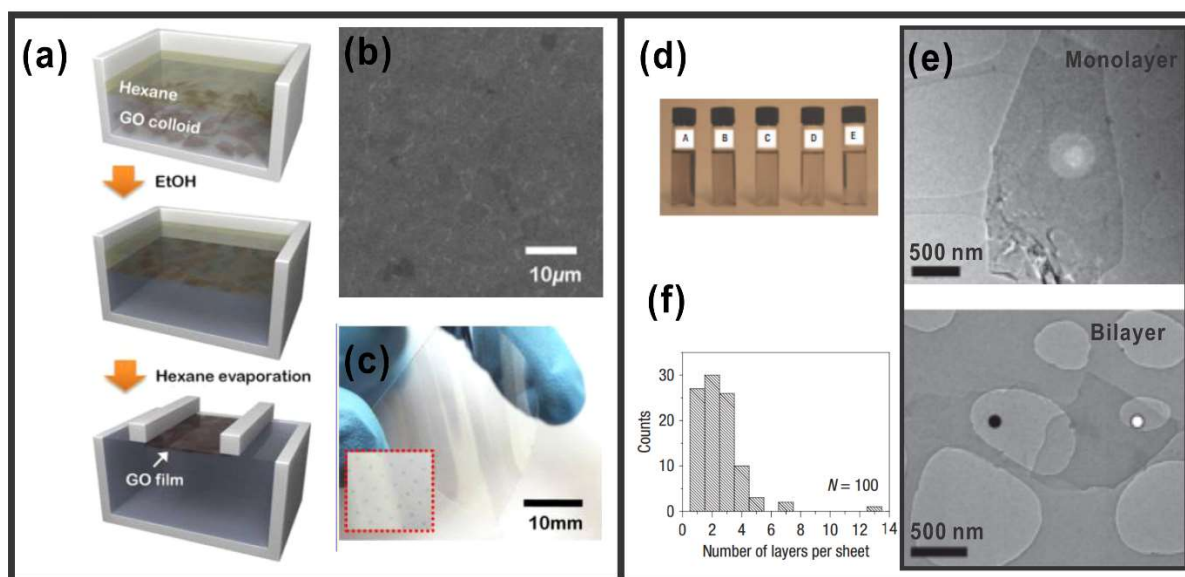 (a)
Hexane
GO colloid
EtOH
Hexane evaporation
GO film
(b)
10μm
(c)
10mm
(d)
A B C D E
(e)
Monolayer
500 nm
Bilayer
500 nm
(f)
30
20
10
0
Counts
N = 100
0 2 4 6 8 10 12 14
Number of layers per sheet